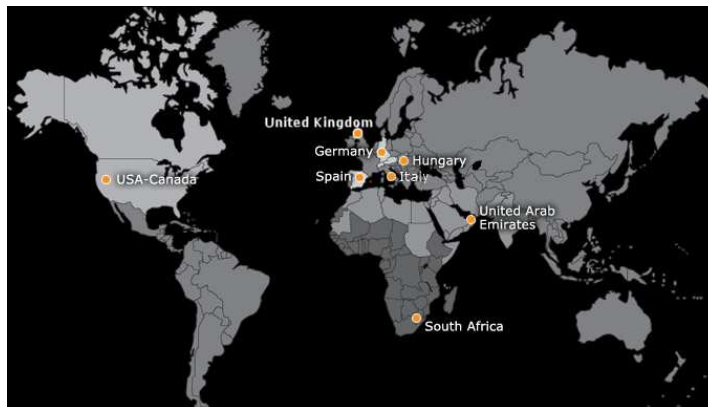 United Kingdom
Germany
Hungary
Spain
Italy
USA-Canada
United Arab
Emirates
South Africa